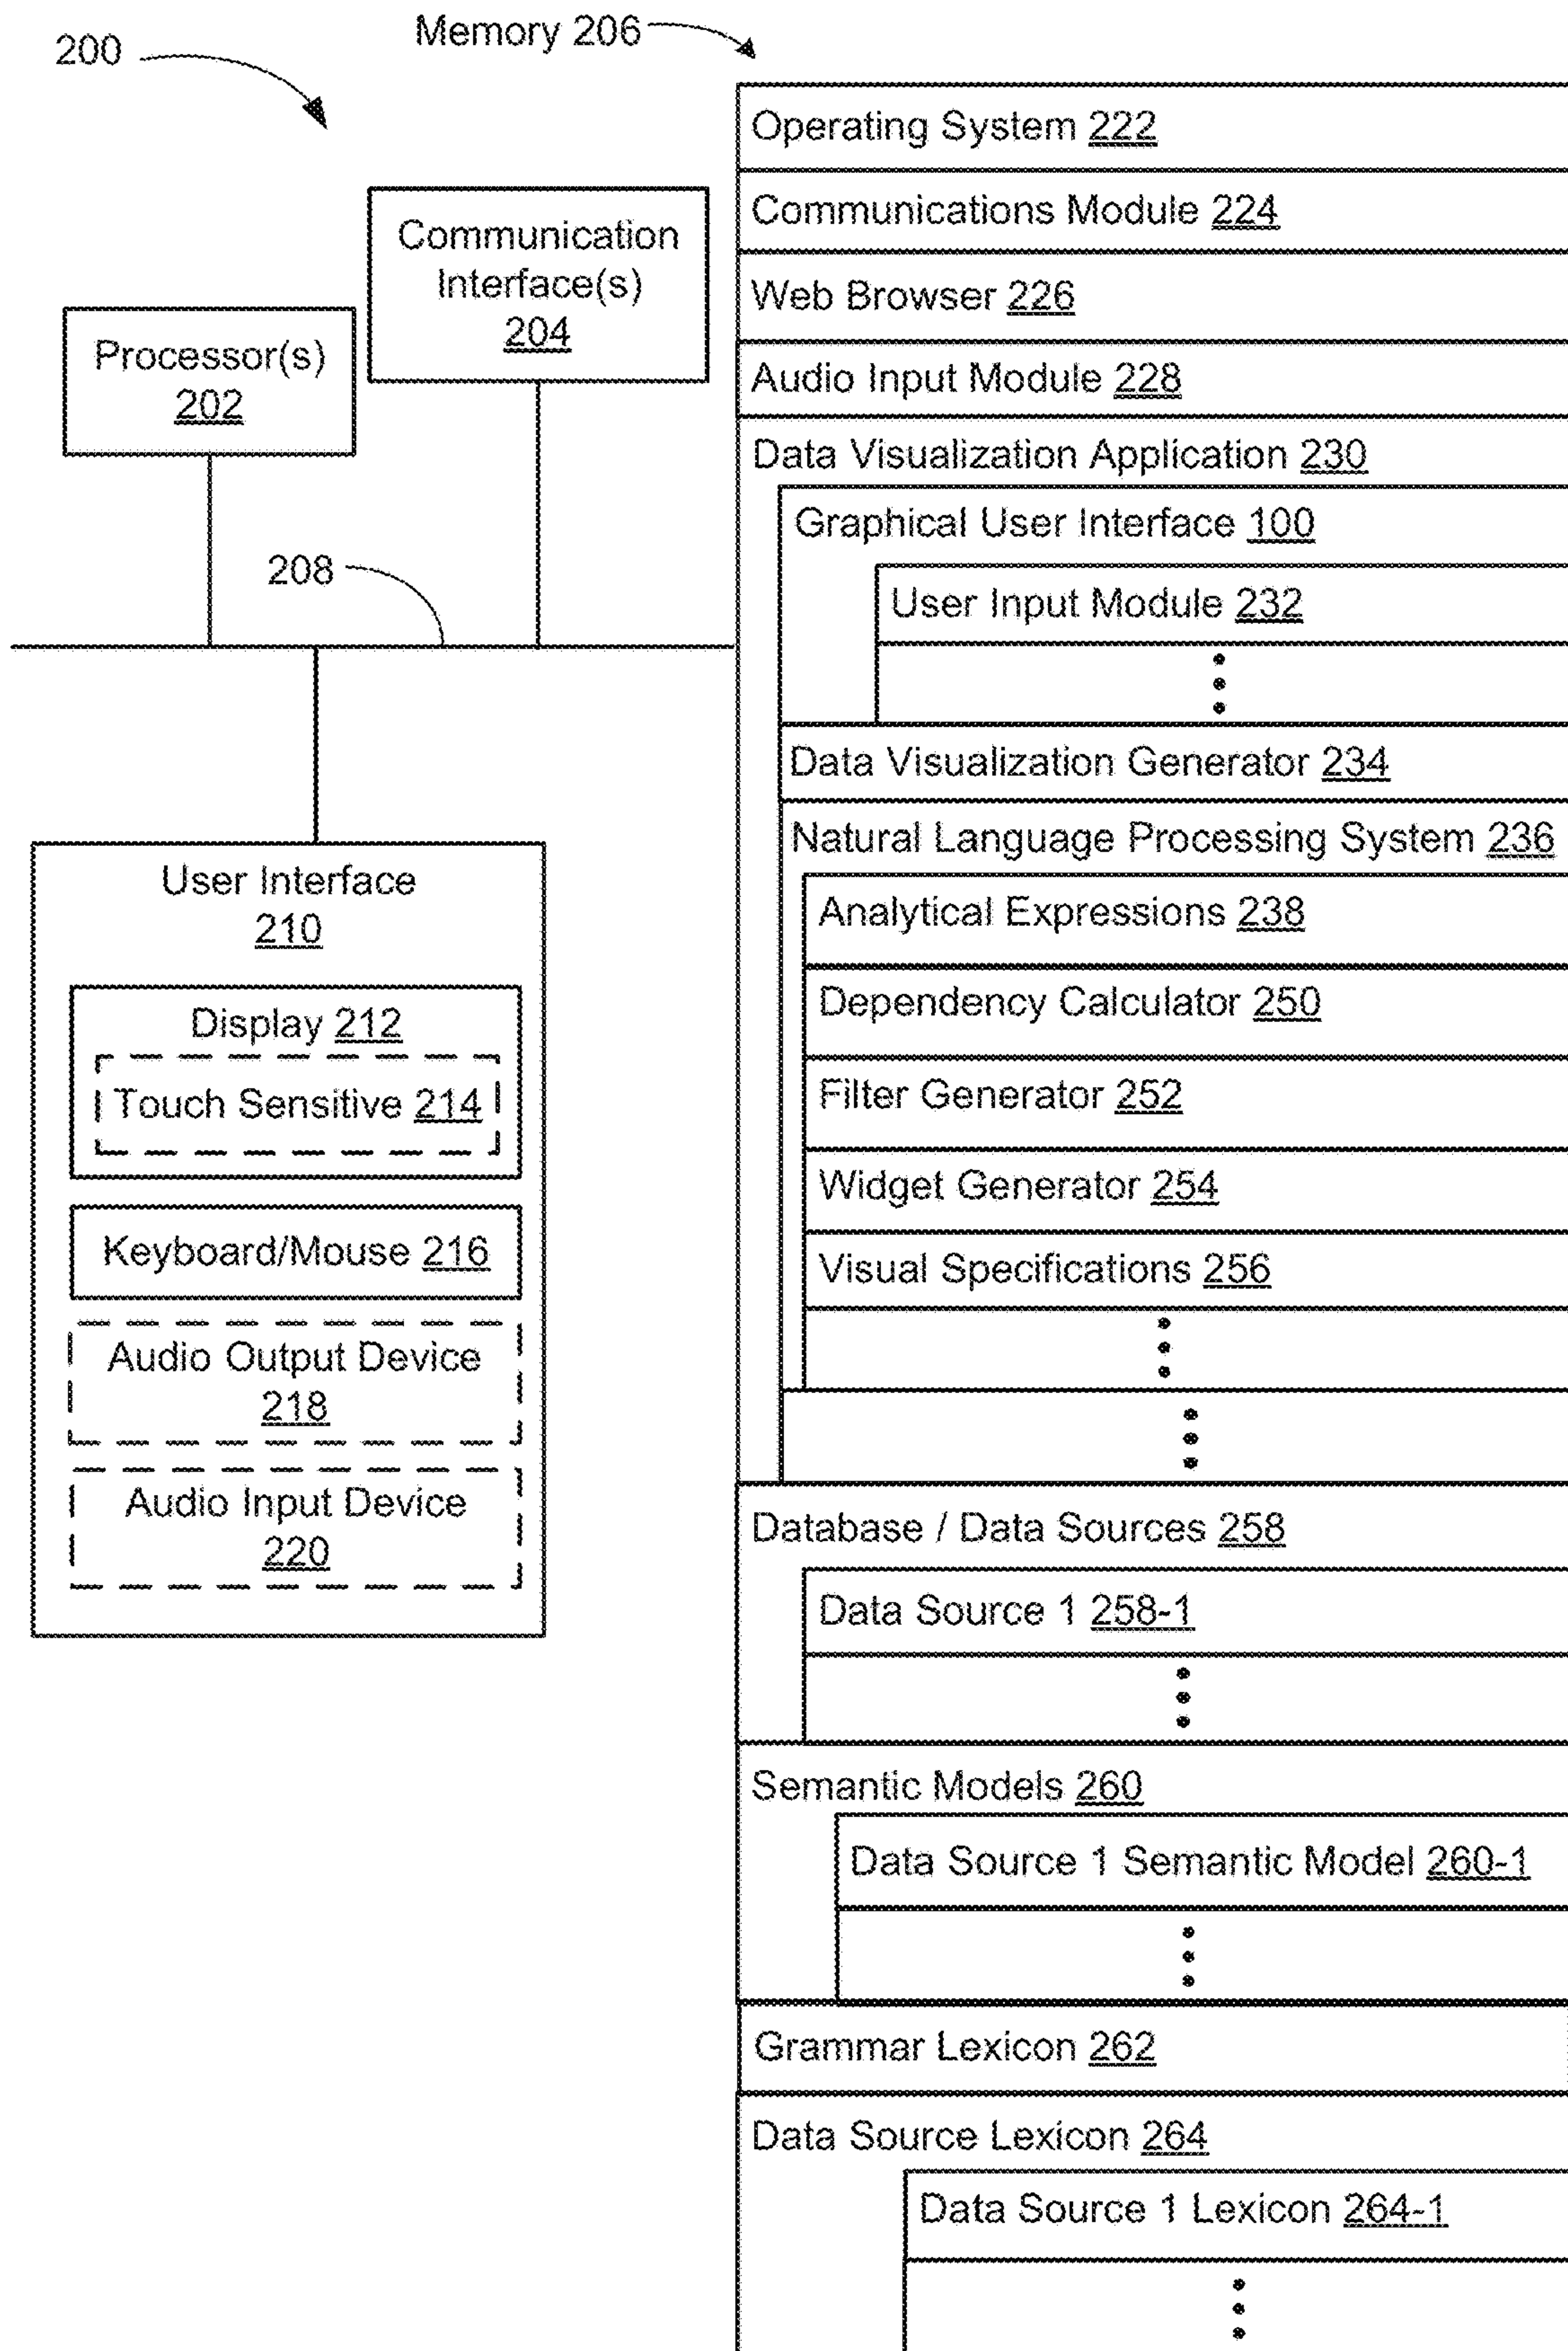 200
Memory 206
Communication
Interface(s)
204
Processor(s)
202
208
User Interface
210
Display 212
Touch Sensitive 214
Keyboard/Mouse 216
Audio Output Device
218
Audio Input Device
220
Operating System 222
Communications Module 224
Web Browser 226
Audio Input Module 228
Data Visualization Application 230
Graphical User Interface 100
User Input Module 232
Data Visualization Generator 234
Natural Language Processing System 236
Analytical Expressions 238
Dependency Calculator 250
Filter Generator 252
Widget Generator 254
Visual Specifications 256
Database / Data Sources 258
Data Source 1 258-1
Semantic Models 260
Data Source 1 Semantic Model 260-1
Grammar Lexicon 262
Data Source Lexicon 264
Data Source 1 Lexicon 264-1